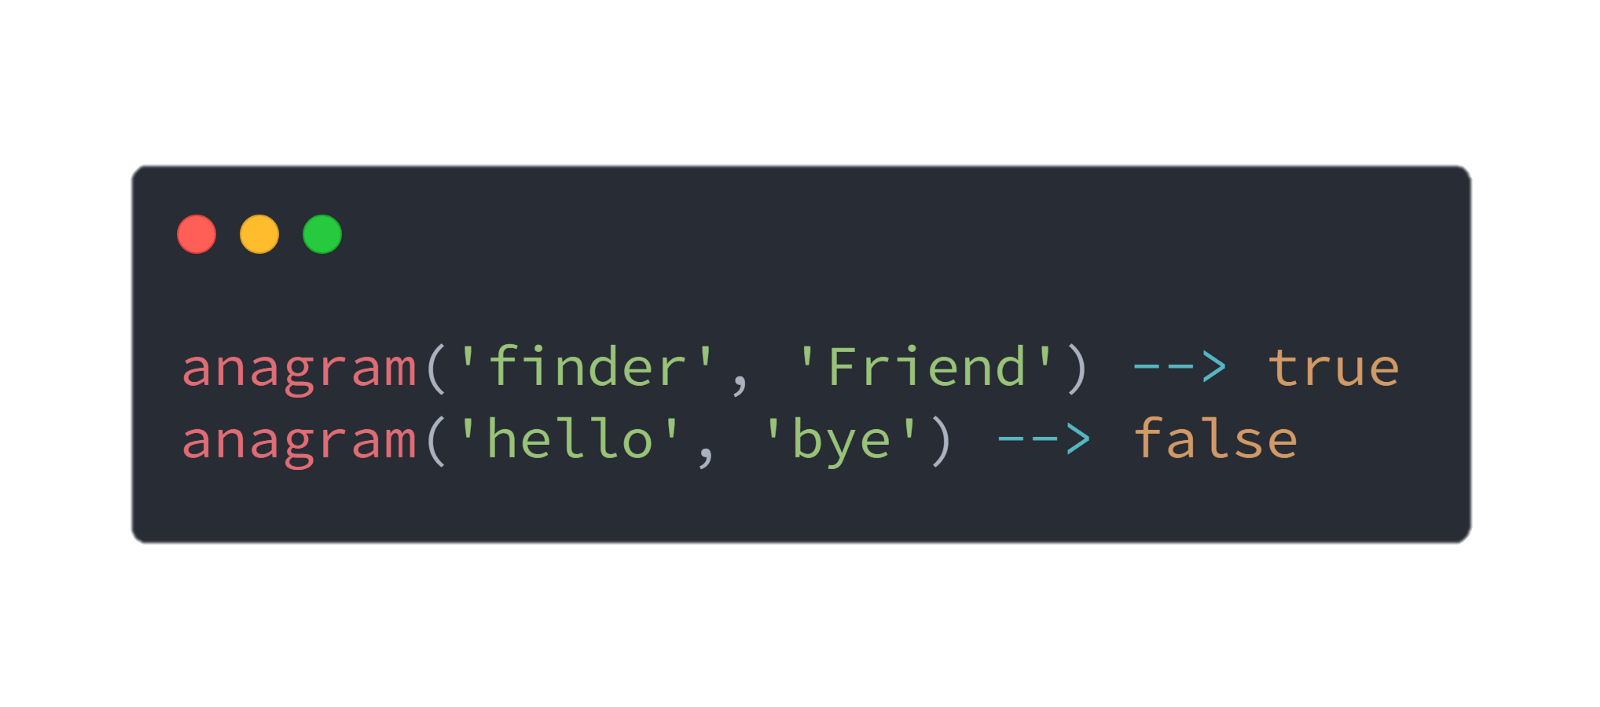 anagram('finder', 'Friend') --> true
anagram('hello', 'bye') --> false